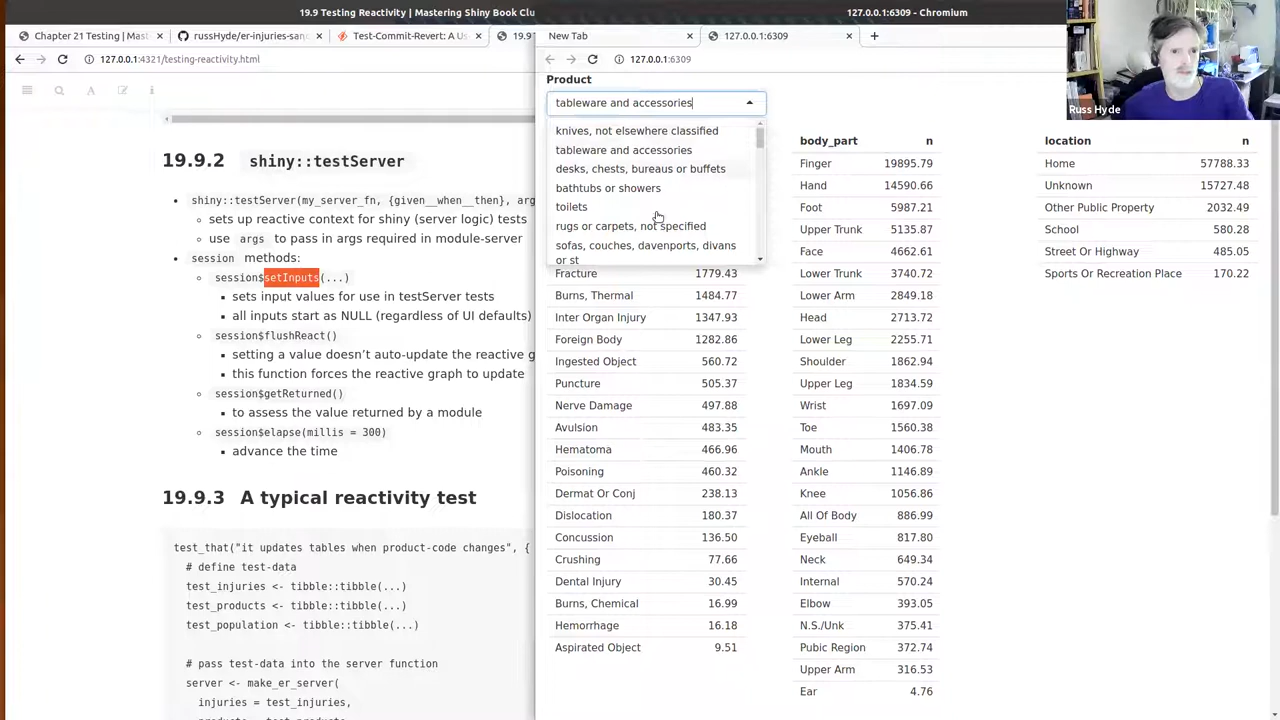 19.9 Testing Reactivity | Mastering Shiny Book Clu
127.0.0.1:6309 - Chromium
Chapter 21 Testing | Mast
russHyde/er-injuries-sand
Test-Commit-Revert: A Us
19.9
New Tab
127.0.0.1:6309
127.0.0.1:4321/testing-reactivity.html
127.0.0.1:6309
Russ Hyde
19.9.2 shiny::testServer
shiny::testServer(my_server_fn, {given__when__then}, arg
sets up reactive context for shiny (server logic) tests
use args to pass in args required in module-server
session methods:
session$setInputs(...)
sets input values for use in testServer tests
all inputs start as NULL (regardless of UI defaults)
session$flushReact()
setting a value doesn't auto-update the reactive g
this function forces the reactive graph to update
session$getReturned()
to assess the value returned by a module
session$elapse(millis = 300)
advance the time
19.9.3 A typical reactivity test
test_that("it updates tables when product-code changes", {
# define test-data
test_injuries <- tibble::tibble(...)
test_products <- tibble::tibble(...)
test_population <- tibble::tibble(...)
# pass test-data into the server function
server <- make_er_server(
injuries = test_injuries,
Product
tableware and accessories
knives, not elsewhere classified
tableware and accessories
desks, chests, bureaus or buffets
bathtubs or showers
toilets
rugs or carpets, not specified
sofas, couches, davenports, divans
or st
Fracture 1779.43
Burns, Thermal 1484.77
Inter Organ Injury 1347.93
Foreign Body 1282.86
Ingested Object 560.72
Puncture 505.37
Nerve Damage 497.88
Avulsion 483.35
Hematoma 466.96
Poisoning 460.32
Dermat Or Conj 238.13
Dislocation 180.37
Concussion 136.50
Crushing 77.66
Dental Injury 30.45
Burns, Chemical 16.99
Hemorrhage 16.18
Aspirated Object 9.51
body_part n
Finger 19895.79
Hand 14590.66
Foot 5987.21
Upper Trunk 5135.87
Face 4662.61
Lower Trunk 3740.72
Lower Arm 2849.18
Head 2713.72
Lower Leg 2255.71
Shoulder 1862.94
Upper Leg 1834.59
Wrist 1697.09
Toe 1560.38
Mouth 1406.78
Ankle 1146.89
Knee 1056.86
All Of Body 886.99
Eyeball 817.80
Neck 649.34
Internal 570.24
Elbow 393.05
N.S./Unk 375.41
Pubic Region 372.74
Upper Arm 316.53
Ear 4.76
location n
Home 57788.33
Unknown 15727.48
Other Public Property 2032.49
School 580.28
Street Or Highway 485.05
Sports Or Recreation Place 170.22